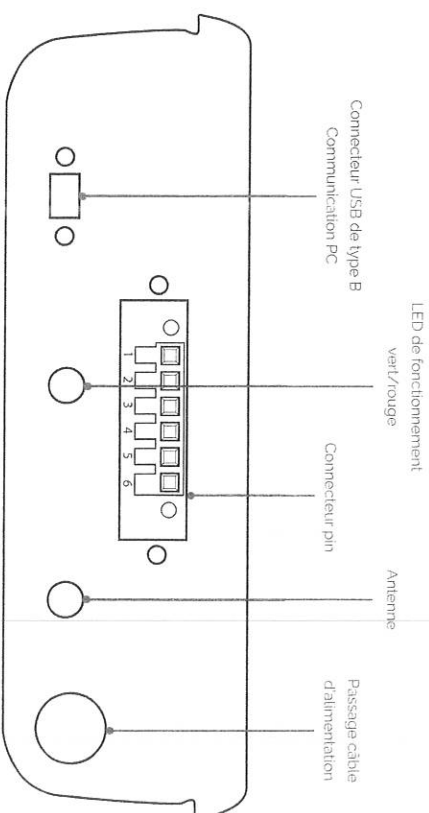 Connecteur USB de type B
Communication PC
LED de fonctionnement
vert/rouge
Connecteur pin
Antenne
Passage câble
d'alimentation
1
2
3
4
5
6